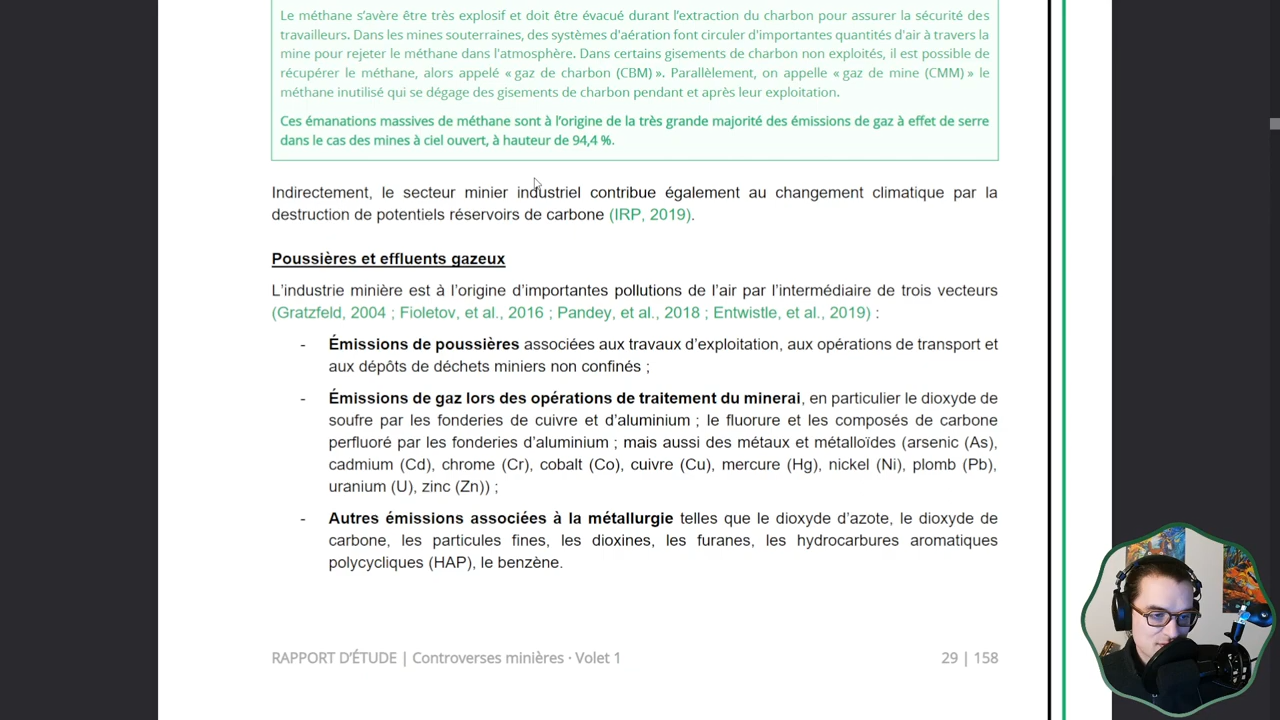 Le méthane s'avère être très explosif et doit être évacué durant l'extraction du charbon pour assurer la sécurité des
travailleurs. Dans les mines souterraines, des systèmes d'aération font circuler d'importantes quantités d'air à travers la
mine pour rejeter le méthane dans l'atmosphère. Dans certains gisements de charbon non exploités, il est possible de
récupérer le méthane, alors appelé « gaz de charbon (CBM) ». Parallèlement, on appelle « gaz de mine (CMM) » le
méthane inutilisé qui se dégage des gisements de charbon pendant et après leur exploitation.
Ces émanations massives de méthane sont à l'origine de la très grande majorité des émissions de gaz à effet de serre
dans le cas des mines à ciel ouvert, à hauteur de 94,4 %.
Indirectement, le secteur minier industriel contribue également au changement climatique par la
destruction de potentiels réservoirs de carbone (IRP, 2019).
Poussières et effluents gazeux
L'industrie minière est à l'origine d'importantes pollutions de l'air par l'intermédiaire de trois vecteurs
(Gratzfeld, 2004 ; Fioletov, et al., 2016 ; Pandey, et al., 2018 ; Entwistle, et al., 2019) :
- Émissions de poussières associées aux travaux d'exploitation, aux opérations de transport et
aux dépôts de déchets miniers non confinés ;
- Émissions de gaz lors des opérations de traitement du minerai, en particulier le dioxyde de
soufre par les fonderies de cuivre et d'aluminium ; le fluorure et les composés de carbone
perfluoré par les fonderies d'aluminium ; mais aussi des métaux et métalloïdes (arsenic (As),
cadmium (Cd), chrome (Cr), cobalt (Co), cuivre (Cu), mercure (Hg), nickel (Ni), plomb (Pb),
uranium (U), zinc (Zn)) ;
- Autres émissions associées à la métallurgie telles que le dioxyde d'azote, le dioxyde de
carbone, les particules fines, les dioxines, les furanes, les hydrocarbures aromatiques
polycycliques (HAP), le benzène.
RAPPORT D'ÉTUDE | Controverses minières · Volet 1
29 | 158